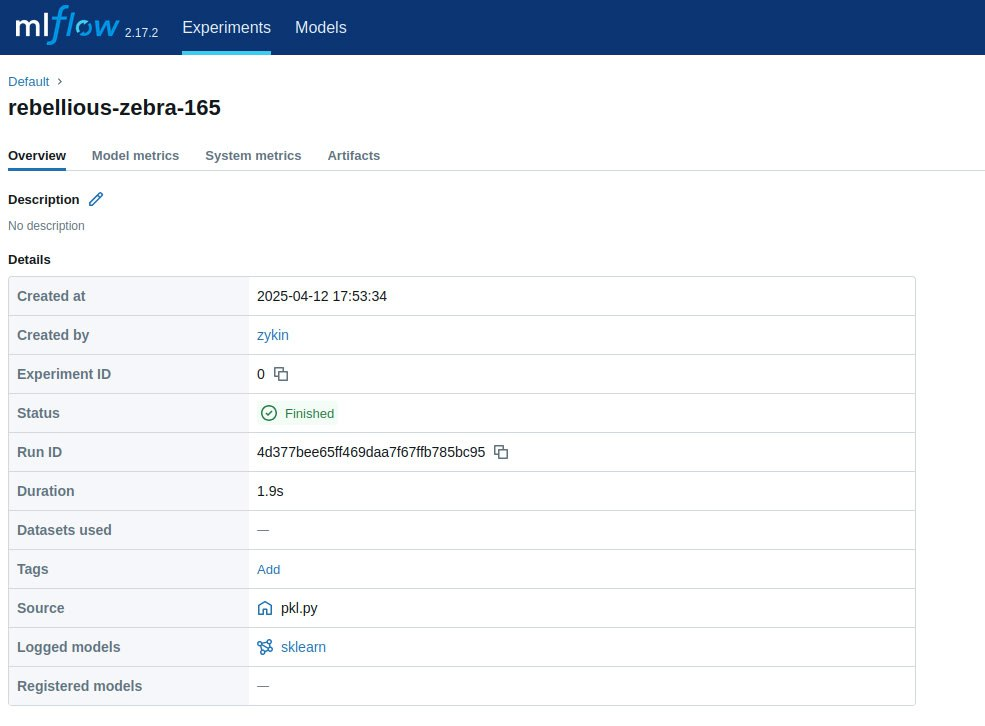 mlflow 2.17.2 Experiments Models
Default
rebellious-zebra-165
Overview Model metrics System metrics Artifacts
Description
No description
Details
Created at 2025-04-12 17:53:34
Created by zykin
Experiment ID 0
Status Finished
Run ID 4d377bee65ff469daa7f67ffb785bc95
Duration 1.9s
Datasets used —
Tags Add
Source pkl.py
Logged models sklearn
Registered models —